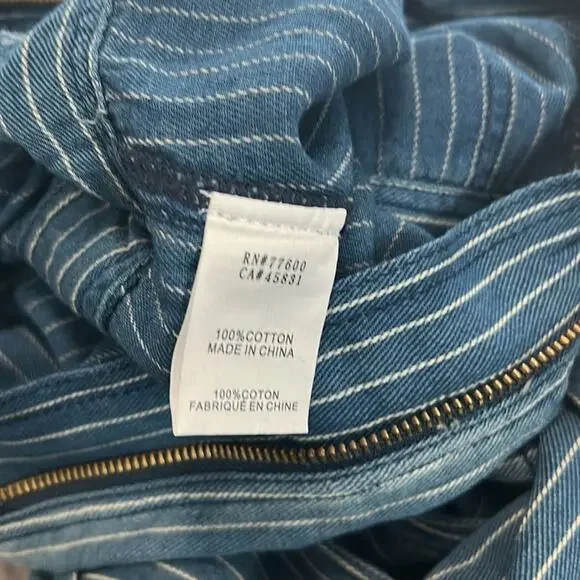 RN#77600
CA#45831
100%COTTON
MADE IN CHINA
100%COTON
FABRIQUÉ EN CHINE